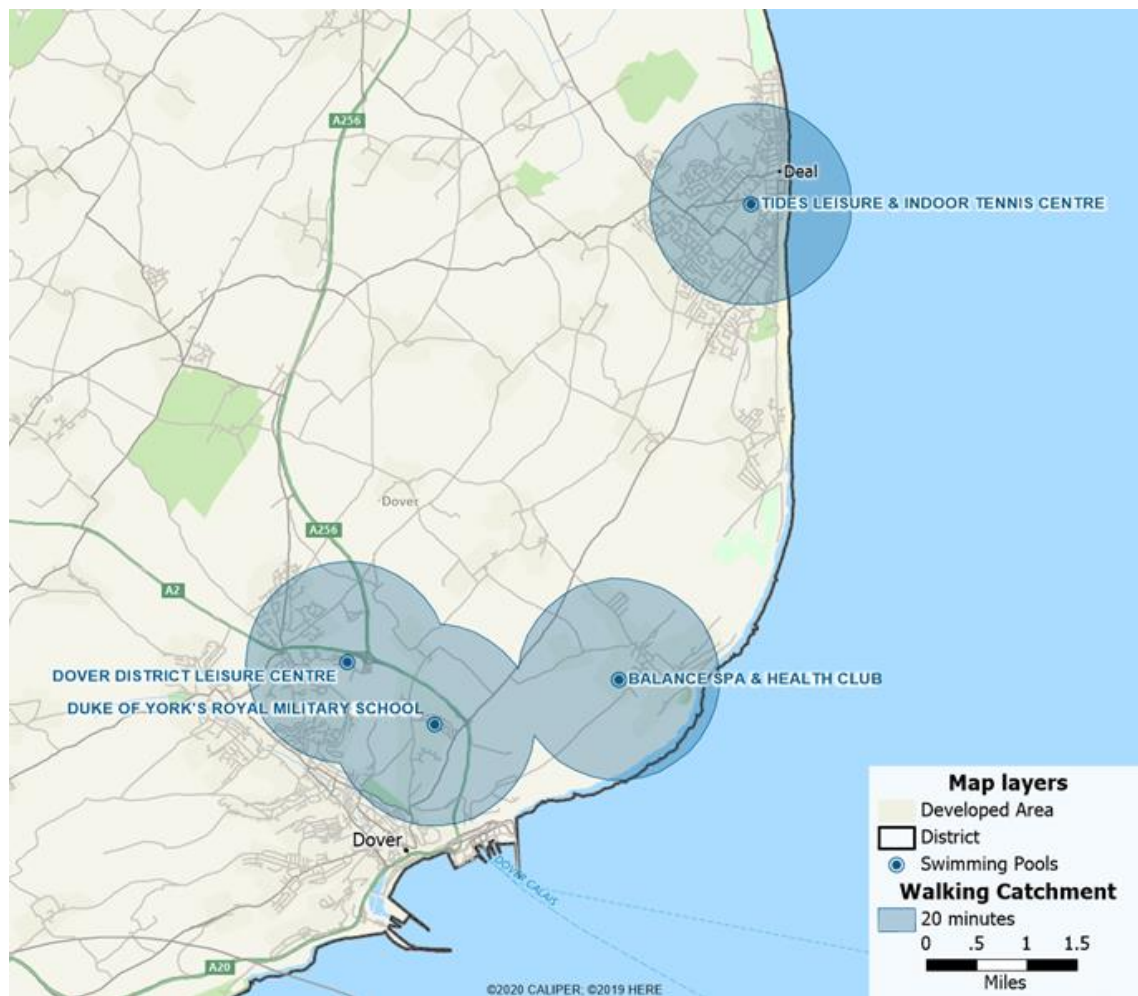 A256
Deal
TIDES LEISURE & INDOOR TENNIS CENTRE
Dover
A256
A2
DOVER DISTRICT LEISURE CENTRE
BALANCE SPA & HEALTH CLUB
DUKE OF YORK'S ROYAL MILITARY SCHOOL
Dover
DOVER CALAIS
A20
Map layers
Developed Area
District
Swimming Pools
Walking Catchment
20 minutes
0 .5 1 1.5
Miles
©2020 CALIPER; ©2019 HERE